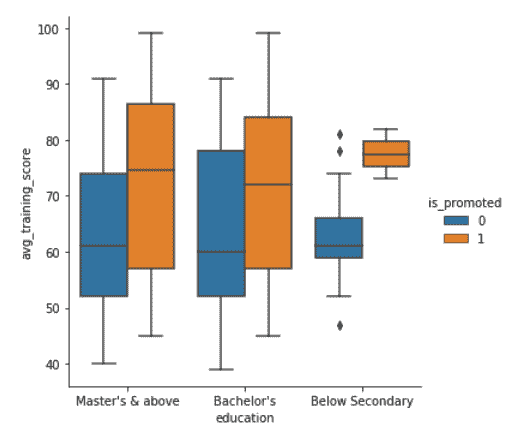 100
90
80
70
60
50
40
avg_training_score
Master's & above
Bachelor's
Below Secondary
education
is_promoted
0
1